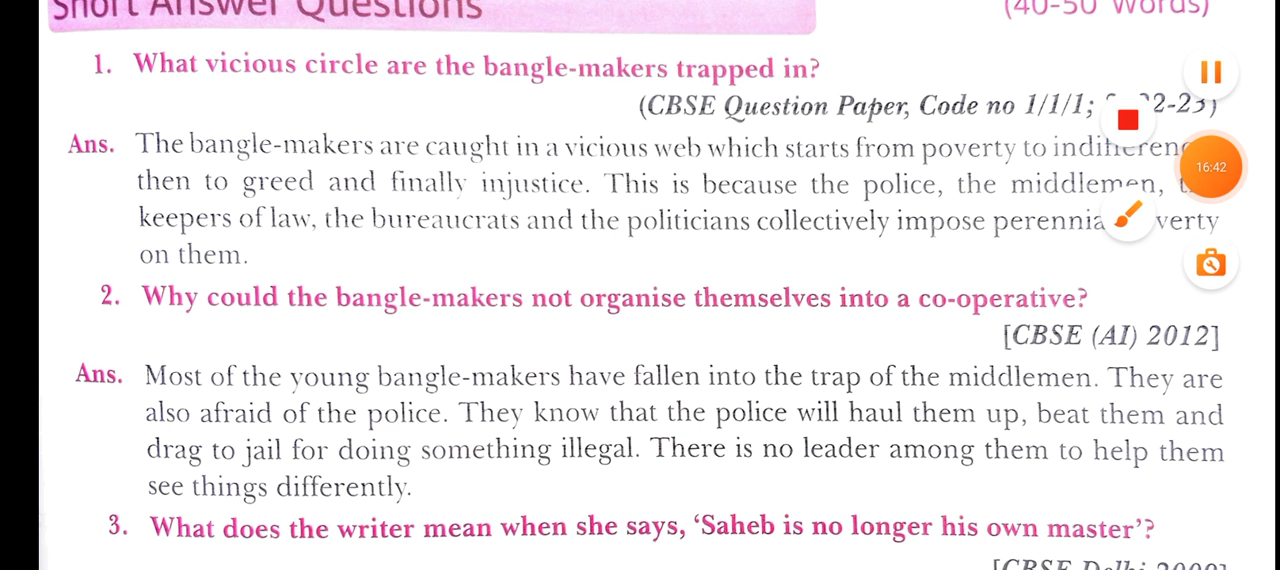 Short Answer Questions (40-50 Words)
1. What vicious circle are the bangle-makers trapped in?
(CBSE Question Paper, Code no 1/1/1; 2-23)
Ans. The bangle-makers are caught in a vicious web which starts from poverty to
then to greed and finally injustice. This is because the police, the middlemen,
keepers of law, the bureaucrats and the politicians collectively impose
on them.
2. Why could the bangle-makers not organise themselves into a co-operative?
[CBSE (AI) 2012]
Ans. Most of the young bangle-makers have fallen into the trap of the middlemen. They are
also afraid of the police. They know that the police will haul them up, beat them and
drag to jail for doing something illegal. There is no leader among them to help them
see things differently.
3. What does the writer mean when she says, ‘Saheb is no longer his own master’?
[CBSE Delhi 2009]
16:42